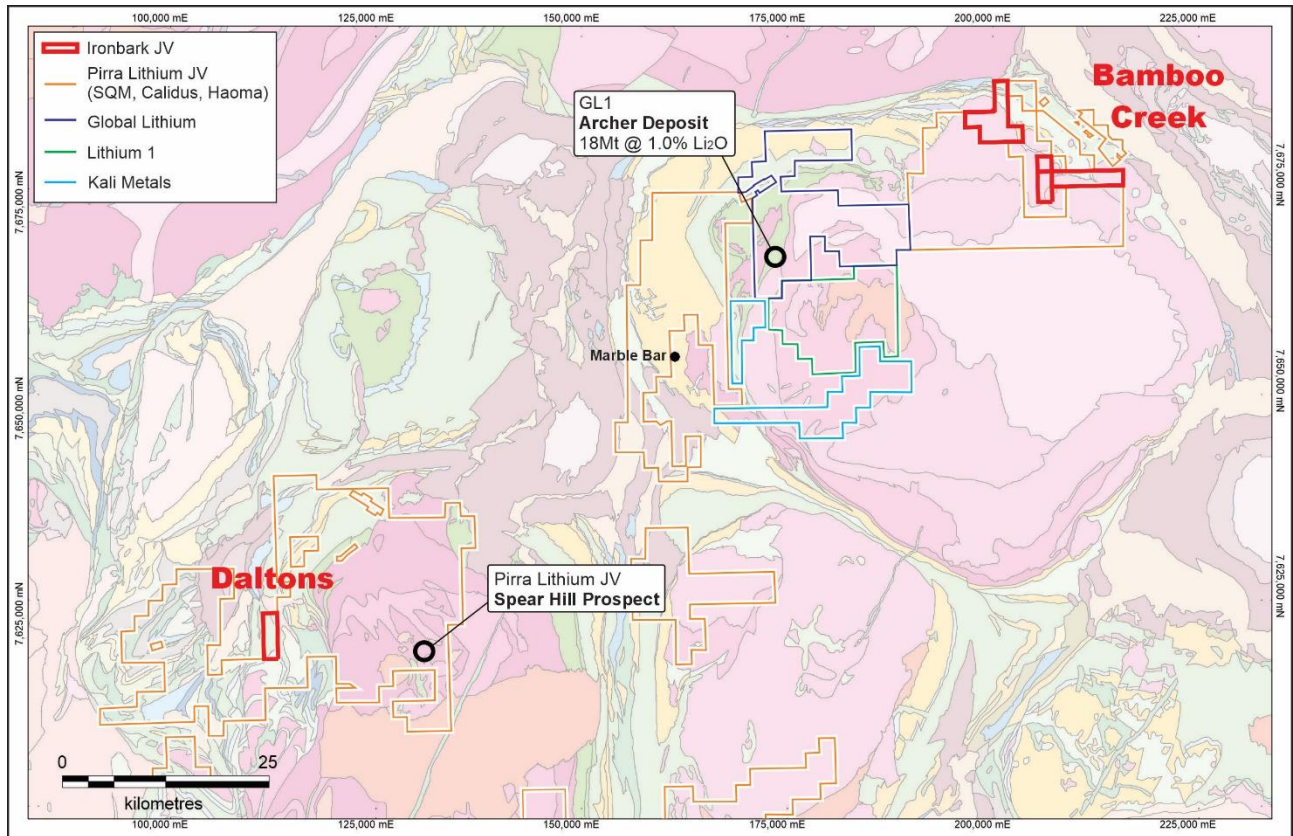 100,000 mE
125,000 mE
150,000 mE
175,000 mE
200,000 mE
225,000 mE
Ironbark JV
Pirra Lithium JV
(SQM, Calidus, Haoma)
Global Lithium
Lithium 1
Kali Metals
Bamboo
Creek
GL1
Archer Deposit
18Mt @ 1.0% Li₂O
7,675,000 mN
7,675,000 mN
Marble Bar
7,650,000 mN
7,650,000 mN
Pirra Lithium JV
Spear Hill Prospect
Daltons
7,625,000 mN
7,625,000 mN
0
25
kilometres
100,000 mE
125,000 mE
150,000 mE
175,000 mE
200,000 mE
225,000 mE